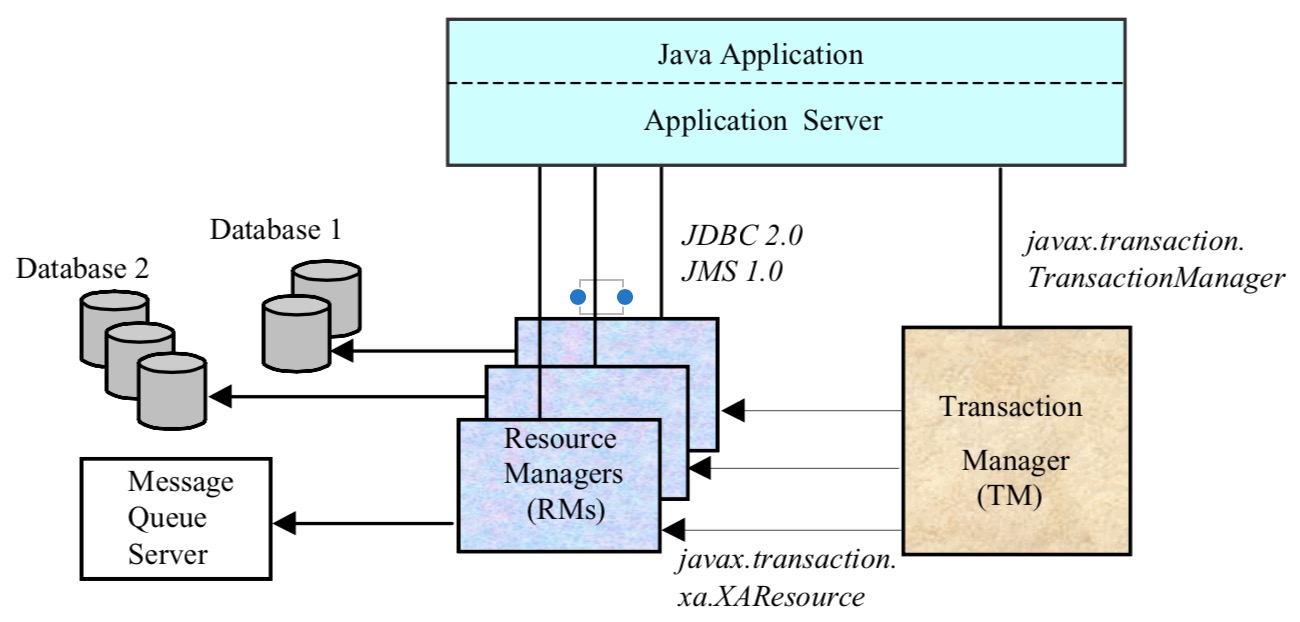 Java Application
Application Server
Database 1
Database 2
JDBC 2.0
JMS 1.0
javax.transaction.
TransactionManager
Resource
Managers
(RMs)
Transaction
Manager
(TM)
Message
Queue
Server
javax.transaction.
xa.XAResource